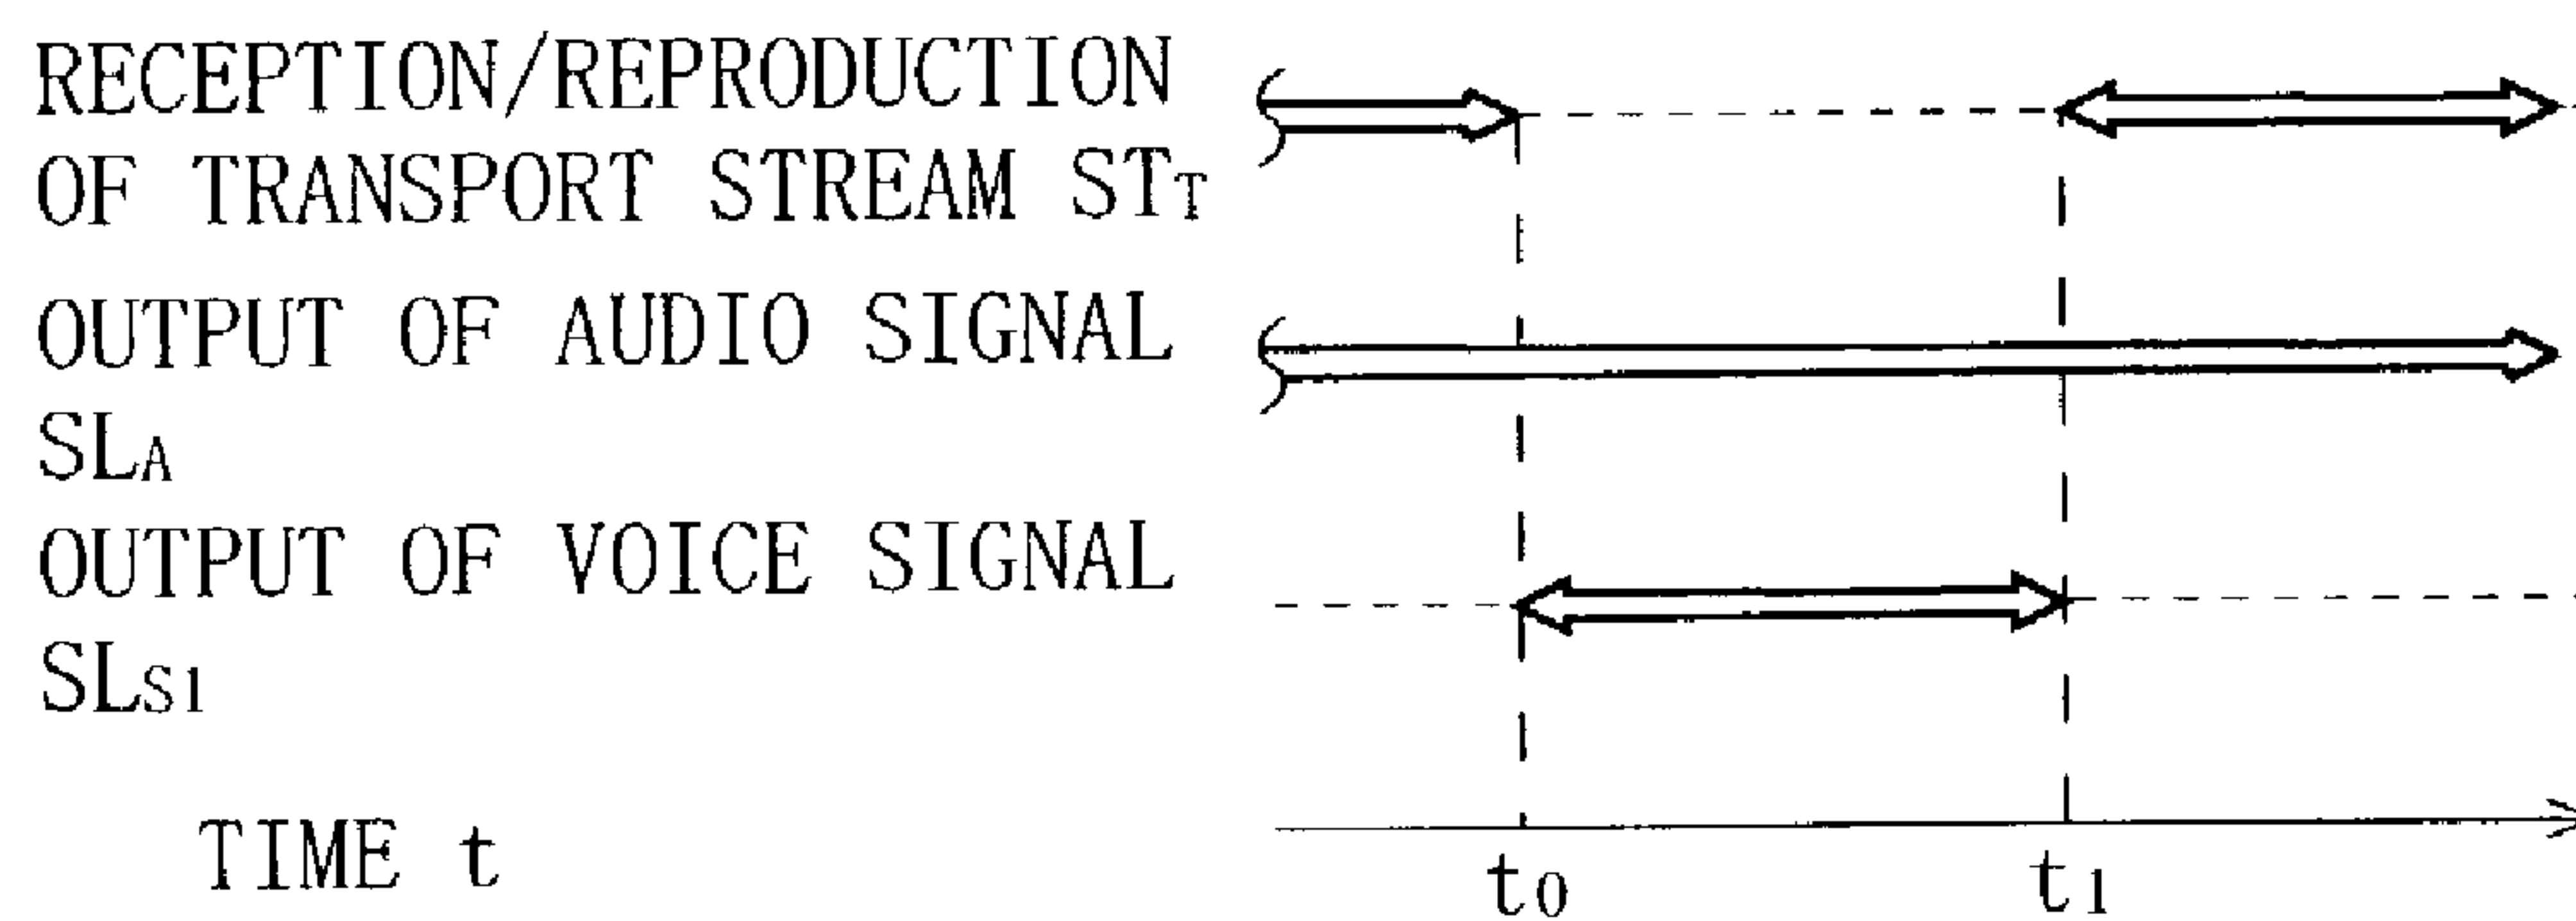 RECEPTION/REPRODUCTION
OF TRANSPORT STREAM STT
OUTPUT OF AUDIO SIGNAL
SLA
OUTPUT OF VOICE SIGNAL
SLS1
TIME t
t0 t1